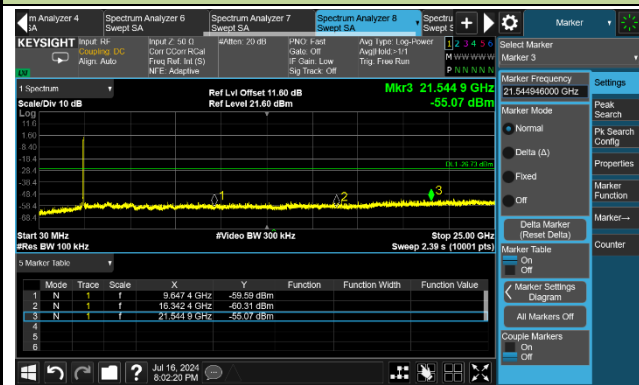 m Analyzer 4
SA
Spectrum Analyzer 6
Swept SA
Spectrum Analyzer 7
Swept SA
Spectrum Analyzer 8
Swept SA
Spectru
Swept S
Marker
KEYSIGHT
Input: RF
Coupling: DC
Align: Auto
Input Z: 50 Ω
Corr CCorr RCal
Freq Ref: Int (S)
NFE: Adaptive
#Atten: 20 dB
PNO: Fast
Gate: Off
IF Gain: Low
Sig Track: Off
Avg Type: Log-Power
Avg|Hold:>1/1
Trig: Free Run
1 2 3 4 5 6
M W W W W W
P N N N N N
LXI
Select Marker
Marker 3
1 Spectrum
Scale/Div 10 dB
Ref Lvl Offset 11.60 dB
Ref Level 21.60 dBm
Mkr3 21.544 9 GHz
-55.07 dBm
Log
11.6
1.60
-8.40
-18.4
-28.4
-38.4
-48.4
-58.4
-68.4
DL1 -26.73 dBm
1
2
3
Start 30 MHz
#Res BW 100 kHz
#Video BW 300 kHz
Stop 25.00 GHz
Sweep 2.39 s (10001 pts)
5 Marker Table
Mode Trace Scale X Y Function Function Width Function Value
1 N 1 f 9.647 4 GHz -59.59 dBm
2 N 1 f 16.342 4 GHz -60.31 dBm
3 N 1 f 21.544 9 GHz -55.07 dBm
4
5
6
Marker Frequency
21.544946000 GHz
Marker Mode
Normal
Delta (Δ)
Fixed
Off
Delta Marker
(Reset Delta)
Marker Table
On
Off
Marker Settings
Diagram
All Markers Off
Couple Markers
On
Off
Settings
Peak
Search
Pk Search
Config
Properties
Marker
Function
Marker→
Counter
?
Jul 16, 2024
8:02:20 PM